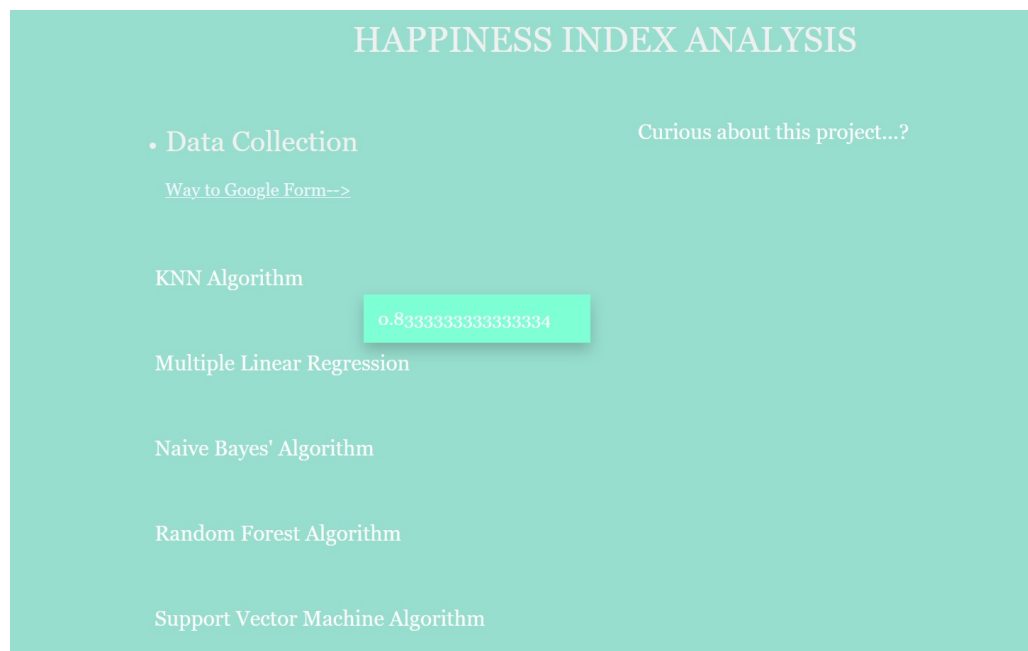 HAPPINESS INDEX ANALYSIS
• Data Collection
Way to Google Form-->
Curious about this project...?
KNN Algorithm
0.8333333333333334
Multiple Linear Regression
Naive Bayes' Algorithm
Random Forest Algorithm
Support Vector Machine Algorithm